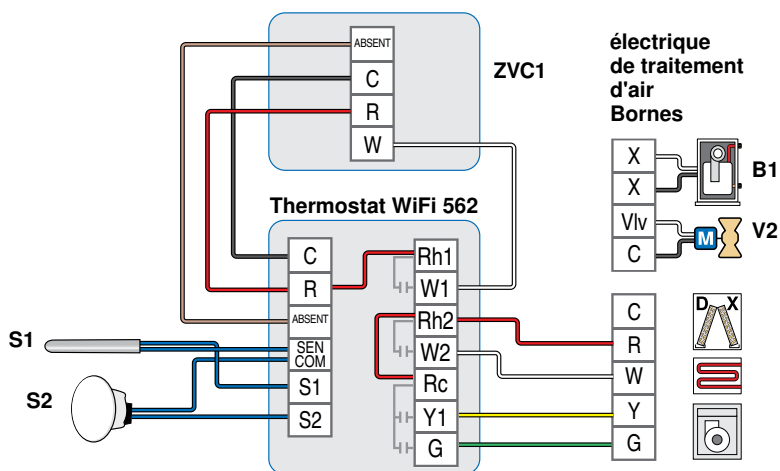 ABSENT
C
R
W
ZVC1
électrique
de traitement
d'air
Bornes
X
X
Vlv
C
B1
M
V2
Thermostat WiFi 562
C
R
ABSENT
SEN
COM
S1
S2
Rh1
W1
Rh2
W2
Rc
Y1
G
S1
S2
C
R
W
Y
G
D X